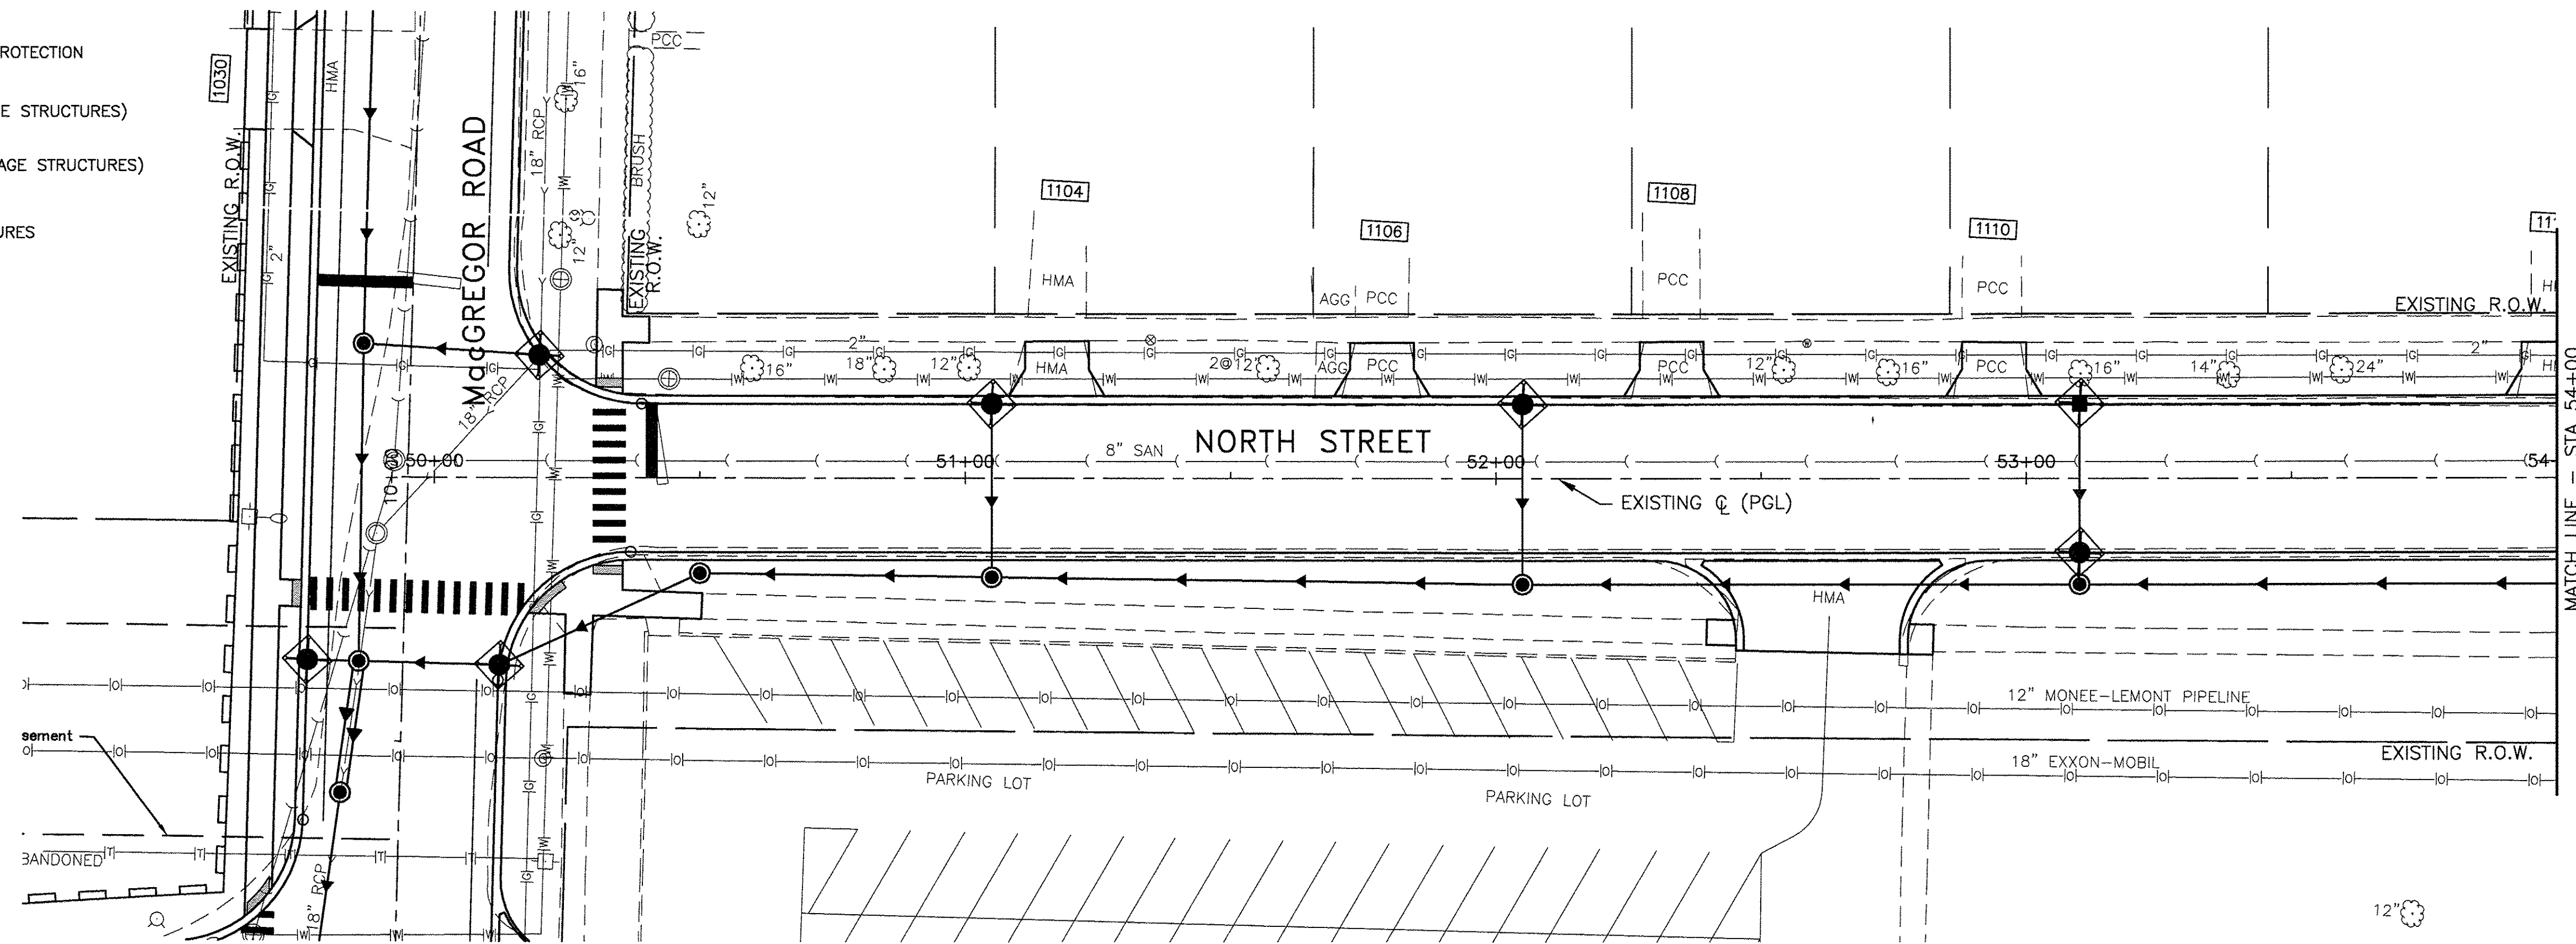 ROTECTION
E STRUCTURES)
AGE STRUCTURES)
URES
1030
HMA
EXISTING R.O.W.
2"
MacGREGOR ROAD
18" RCP
16"
12"
PCC
BRUSH
12"
EXISTING
R.O.W.
18" RCP
1104
1106
1108
1110
HMA
AGG
PCC
PCC
PCC
EXISTING R.O.W.
2"
16"
18"
12"
HMA
2@12"
AGG
PCC
PCC
12"
16"
PCC
16"
14"
24"
2"
NORTH STREET
8" SAN
50+00
51+00
52+00
53+00
EXISTING ℄ (PGL)
MATCH LINE – STA 54+00
HMA
12" MONEE-LEMONT PIPELINE
EXISTING R.O.W.
18" EXXON-MOBIL
PARKING LOT
PARKING LOT
sement
BANDONED
18" RCP
12"